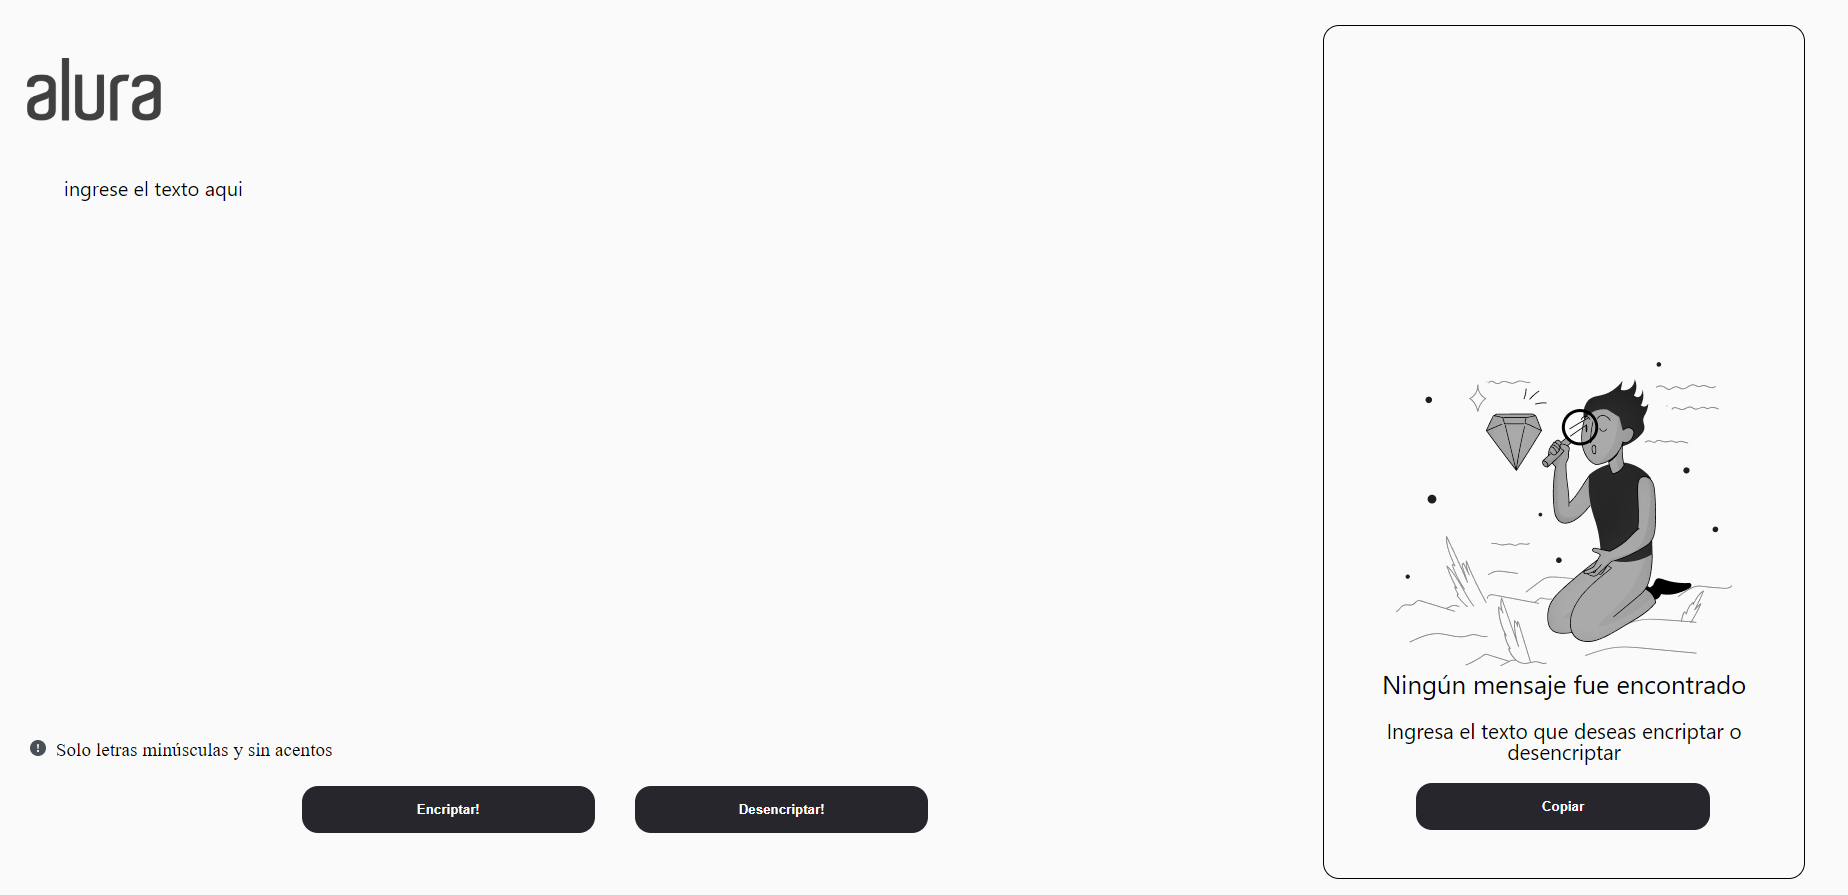 alura
ingrese el texto aqui
Solo letras minúsculas y sin acentos
Encriptar!
Desencriptar!
Ningún mensaje fue encontrado
Ingresa el texto que deseas encriptar o
desencriptar
Copiar